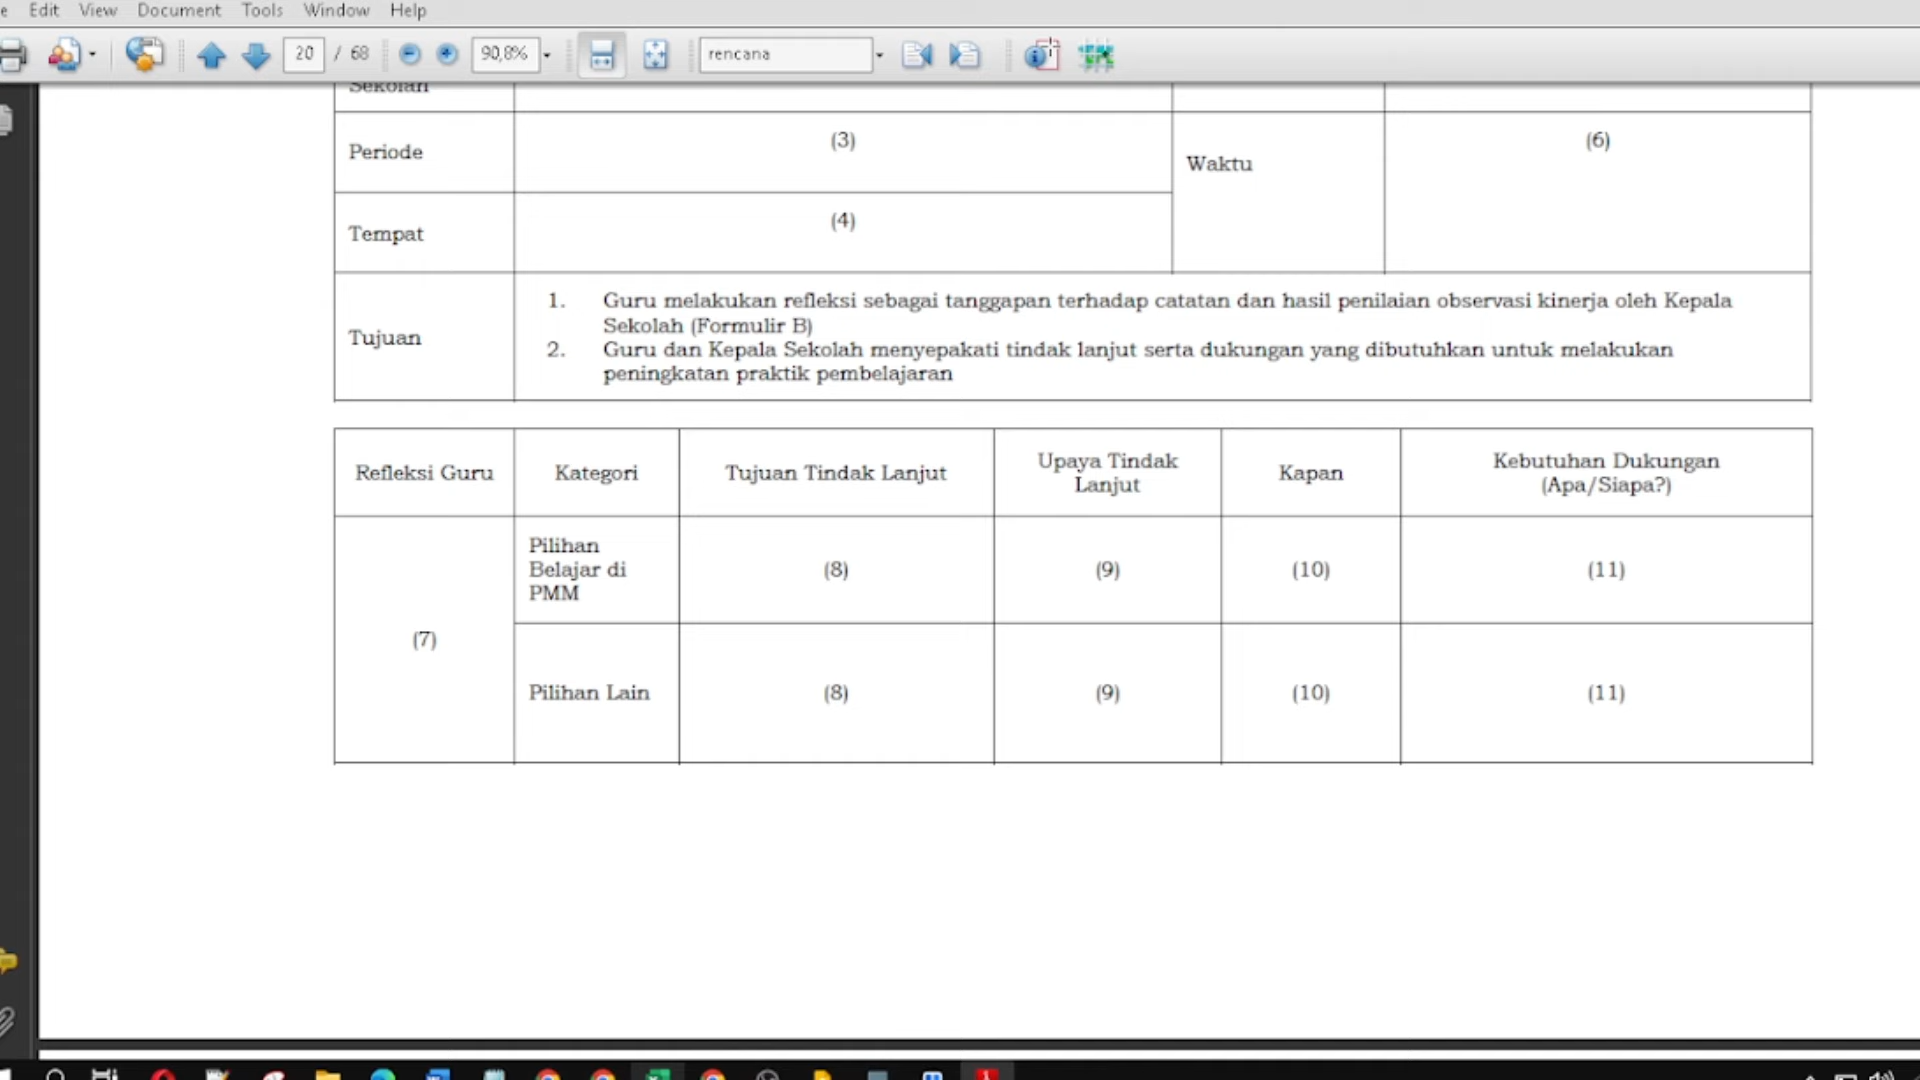 Edit View Document Tools Window Help
20 / 68 90,8% rencana
Sekolah
Periode (3) Waktu (6)
Tempat (4)
Tujuan
1. Guru melakukan refleksi sebagai tanggapan terhadap catatan dan hasil penilaian observasi kinerja oleh Kepala
Sekolah (Formulir B)
2. Guru dan Kepala Sekolah menyepakati tindak lanjut serta dukungan yang dibutuhkan untuk melakukan
peningkatan praktik pembelajaran
Refleksi Guru Kategori Tujuan Tindak Lanjut Upaya Tindak
Lanjut Kapan Kebutuhan Dukungan
(Apa/Siapa?)
(7)
Pilihan
Belajar di
PMM
(8) (9) (10) (11)
Pilihan Lain (8) (9) (10) (11)